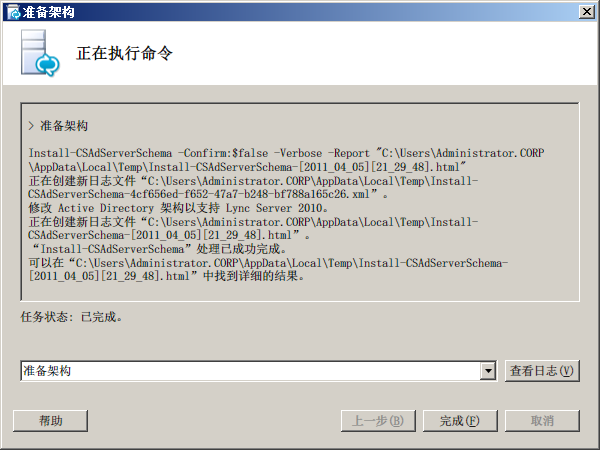 准备架构
正在执行命令
> 准备架构
Install-CSAdServerSchema -Confirm:$false -Verbose -Report "C:\Users\Administrator.CORP
\AppData\Local\Temp\Install-CSAdServerSchema-[2011_04_05][21_29_48].html"
正在创建新日志文件“C:\Users\Administrator.CORP\AppData\Local\Temp\Install-
CSAdServerSchema-4cf656ed-f652-47a7-b248-bf788a165c26.xml”。
修改 Active Directory 架构以支持 Lync Server 2010。
正在创建新日志文件“C:\Users\Administrator.CORP\AppData\Local\Temp\Install-
CSAdServerSchema-[2011_04_05][21_29_48].html”。
“Install-CSAdServerSchema”处理已成功完成。
可以在“C:\Users\Administrator.CORP\AppData\Local\Temp\Install-CSAdServerSchema-
[2011_04_05][21_29_48].html”中找到详细的结果。
任务状态: 已完成。
准备架构
查看日志(V)
帮助
上一步(B)
完成(F)
取消